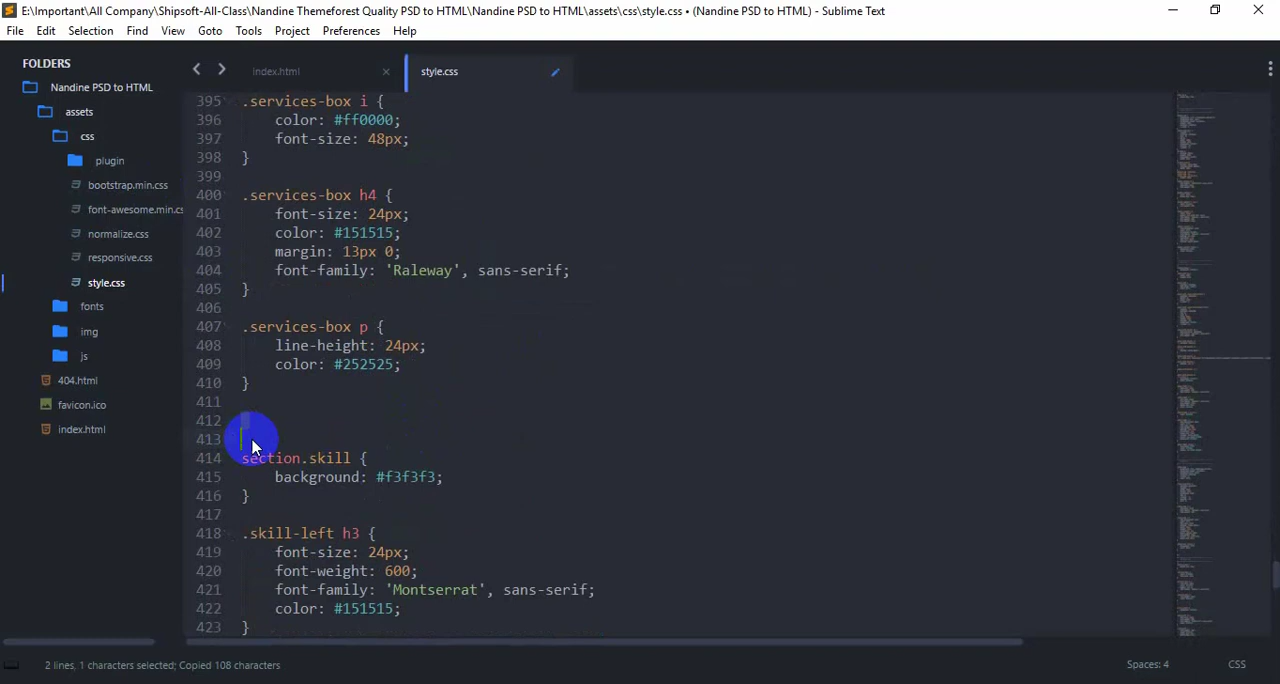 E:\Important\All Company\Shipsoft-All-Class\Nandine Themeforest Quality PSD to HTML\Nandine PSD to HTML\assets\css\style.css • (Nandine PSD to HTML) - Sublime Text
File Edit Selection Find View Goto Tools Project Preferences Help
FOLDERS
Nandine PSD to HTML
assets
css
plugin
bootstrap.min.css
font-awesome.min.cs
normalize.css
responsive.css
style.css
fonts
img
js
404.html
favicon.ico
index.html
index.html
style.css
395 .services-box i {
396 color: #ff0000;
397 font-size: 48px;
398 }
399
400 .services-box h4 {
401 font-size: 24px;
402 color: #151515;
403 margin: 13px 0;
404 font-family: 'Raleway', sans-serif;
405 }
406
407 .services-box p {
408 line-height: 24px;
409 color: #252525;
410 }
411
412
413
414 section.skill {
415 background: #f3f3f3;
416 }
417
418 .skill-left h3 {
419 font-size: 24px;
420 font-weight: 600;
421 font-family: 'Montserrat', sans-serif;
422 color: #151515;
423 }
2 lines, 1 characters selected; Copied 108 characters
Spaces: 4
CSS